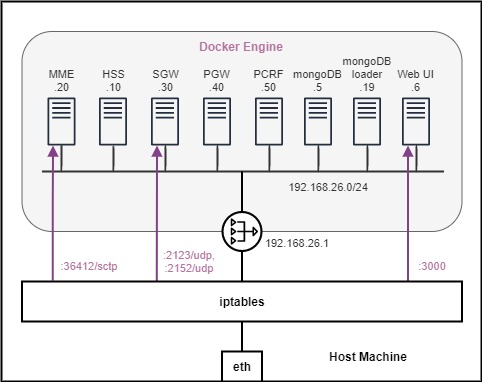 Docker Engine
MME
.20
HSS
.10
SGW
.30
PGW
.40
PCRF
.50
mongoDB
.5
mongoDB
loader
.19
Web UI
.6
192.168.26.0/24
192.168.26.1
:36412/sctp
:2123/udp,
:2152/udp
:3000
iptables
eth
Host Machine